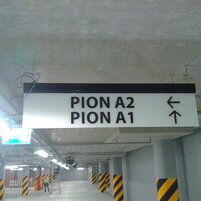 PION A2 ←
PION A1 ↑